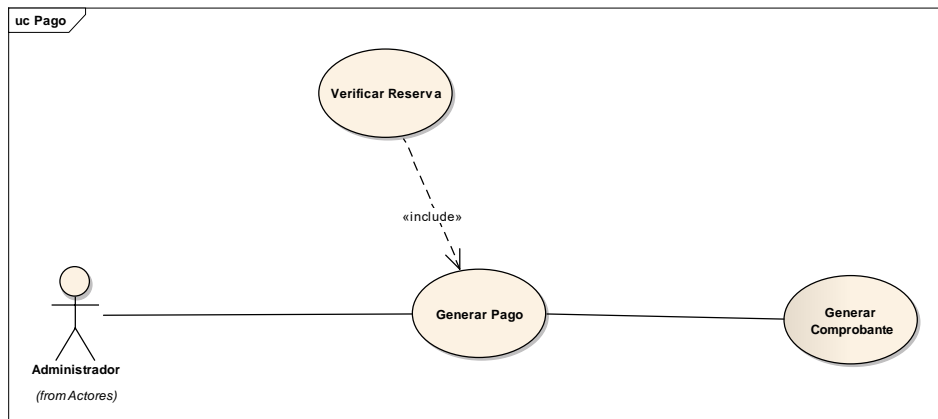 uc Pago
Verificar Reserva
«include»
Generar Pago
Generar
Comprobante
Administrador
(from Actores)